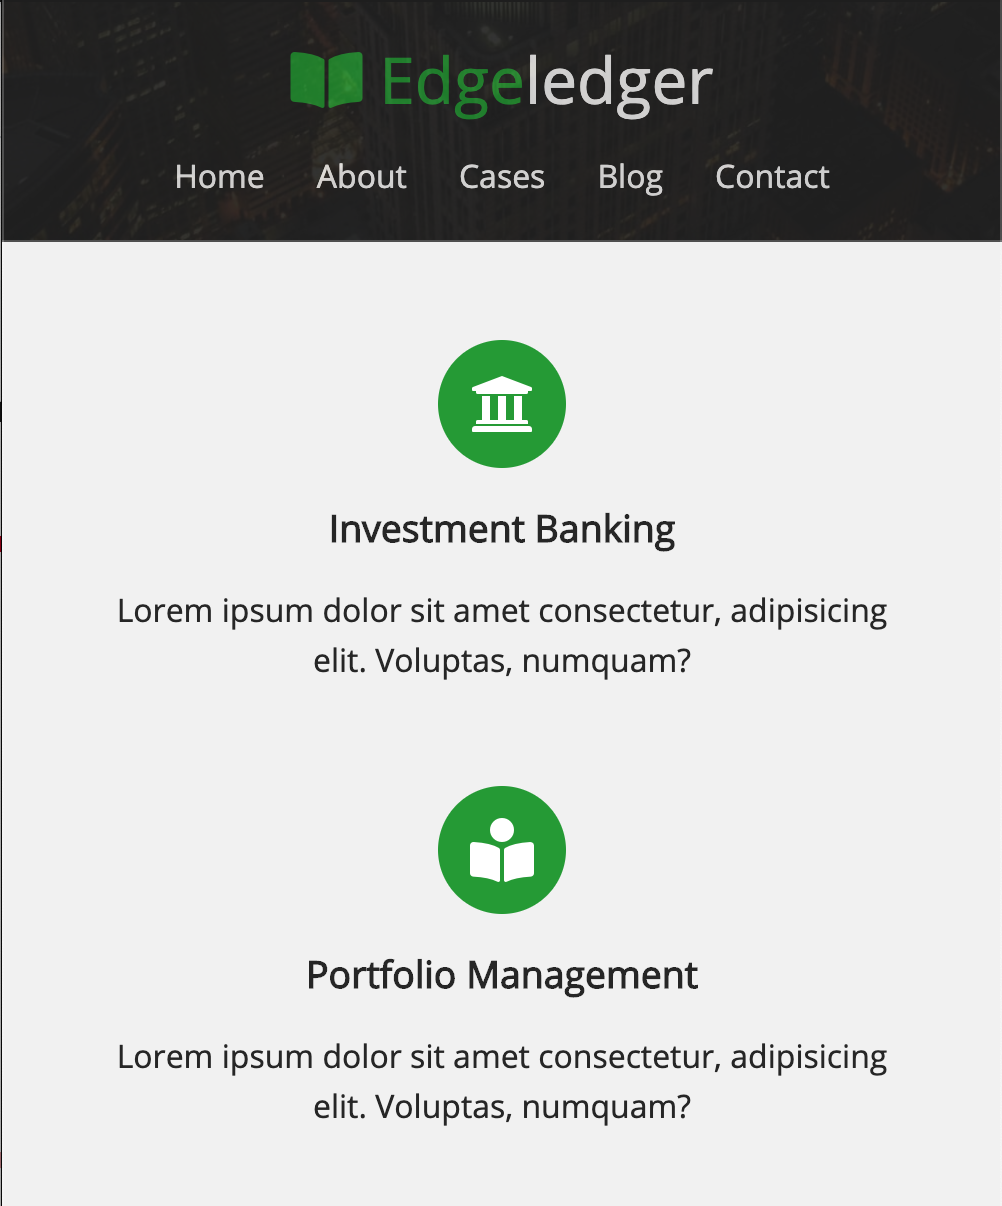 Edgeledger
Home About Cases Blog Contact
Investment Banking
Lorem ipsum dolor sit amet consectetur, adipisicing
elit. Voluptas, numquam?
Portfolio Management
Lorem ipsum dolor sit amet consectetur, adipisicing
elit. Voluptas, numquam?